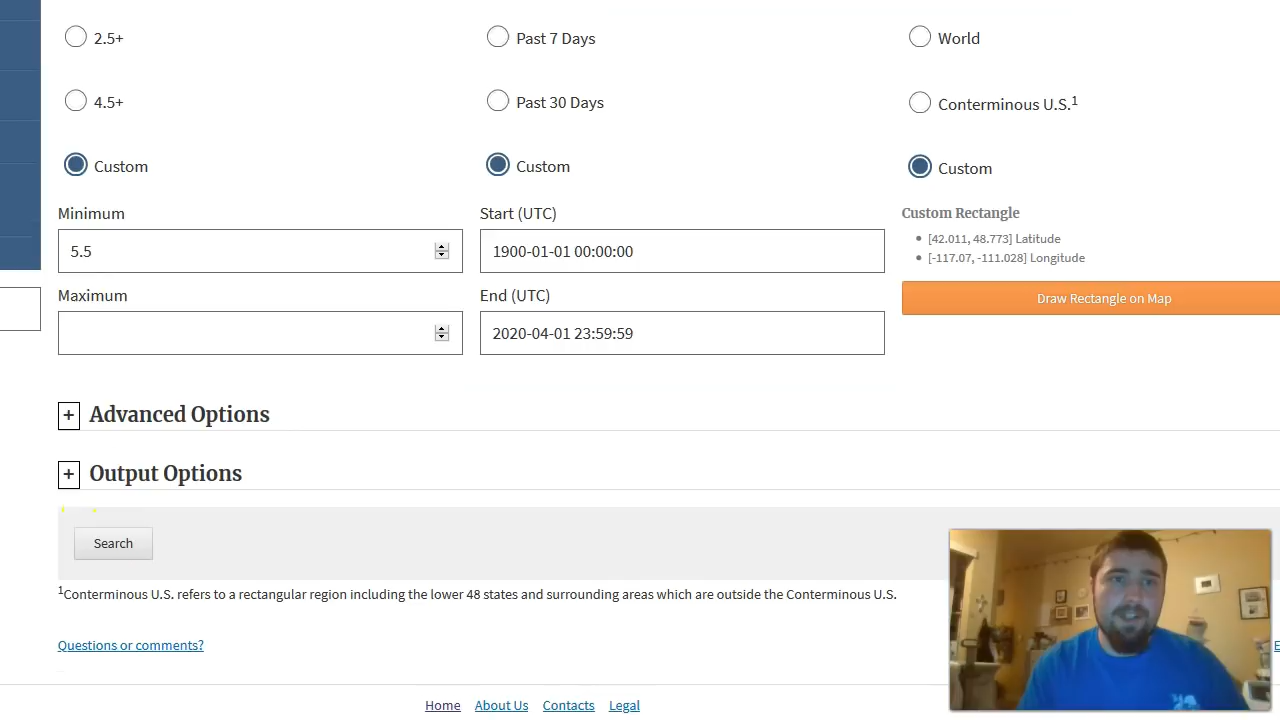 2.5+
Past 7 Days
World
4.5+
Past 30 Days
Conterminous U.S.1
Custom
Custom
Custom
Minimum
Start (UTC)
Custom Rectangle
5.5
1900-01-01 00:00:00
[42.011, 48.773] Latitude
[-117.07, -111.028] Longitude
Maximum
End (UTC)
Draw Rectangle on Map
2020-04-01 23:59:59
+ Advanced Options
+ Output Options
Search
1Conterminous U.S. refers to a rectangular region including the lower 48 states and surrounding areas which are outside the Conterminous U.S.
Questions or comments?
Home About Us Contacts Legal